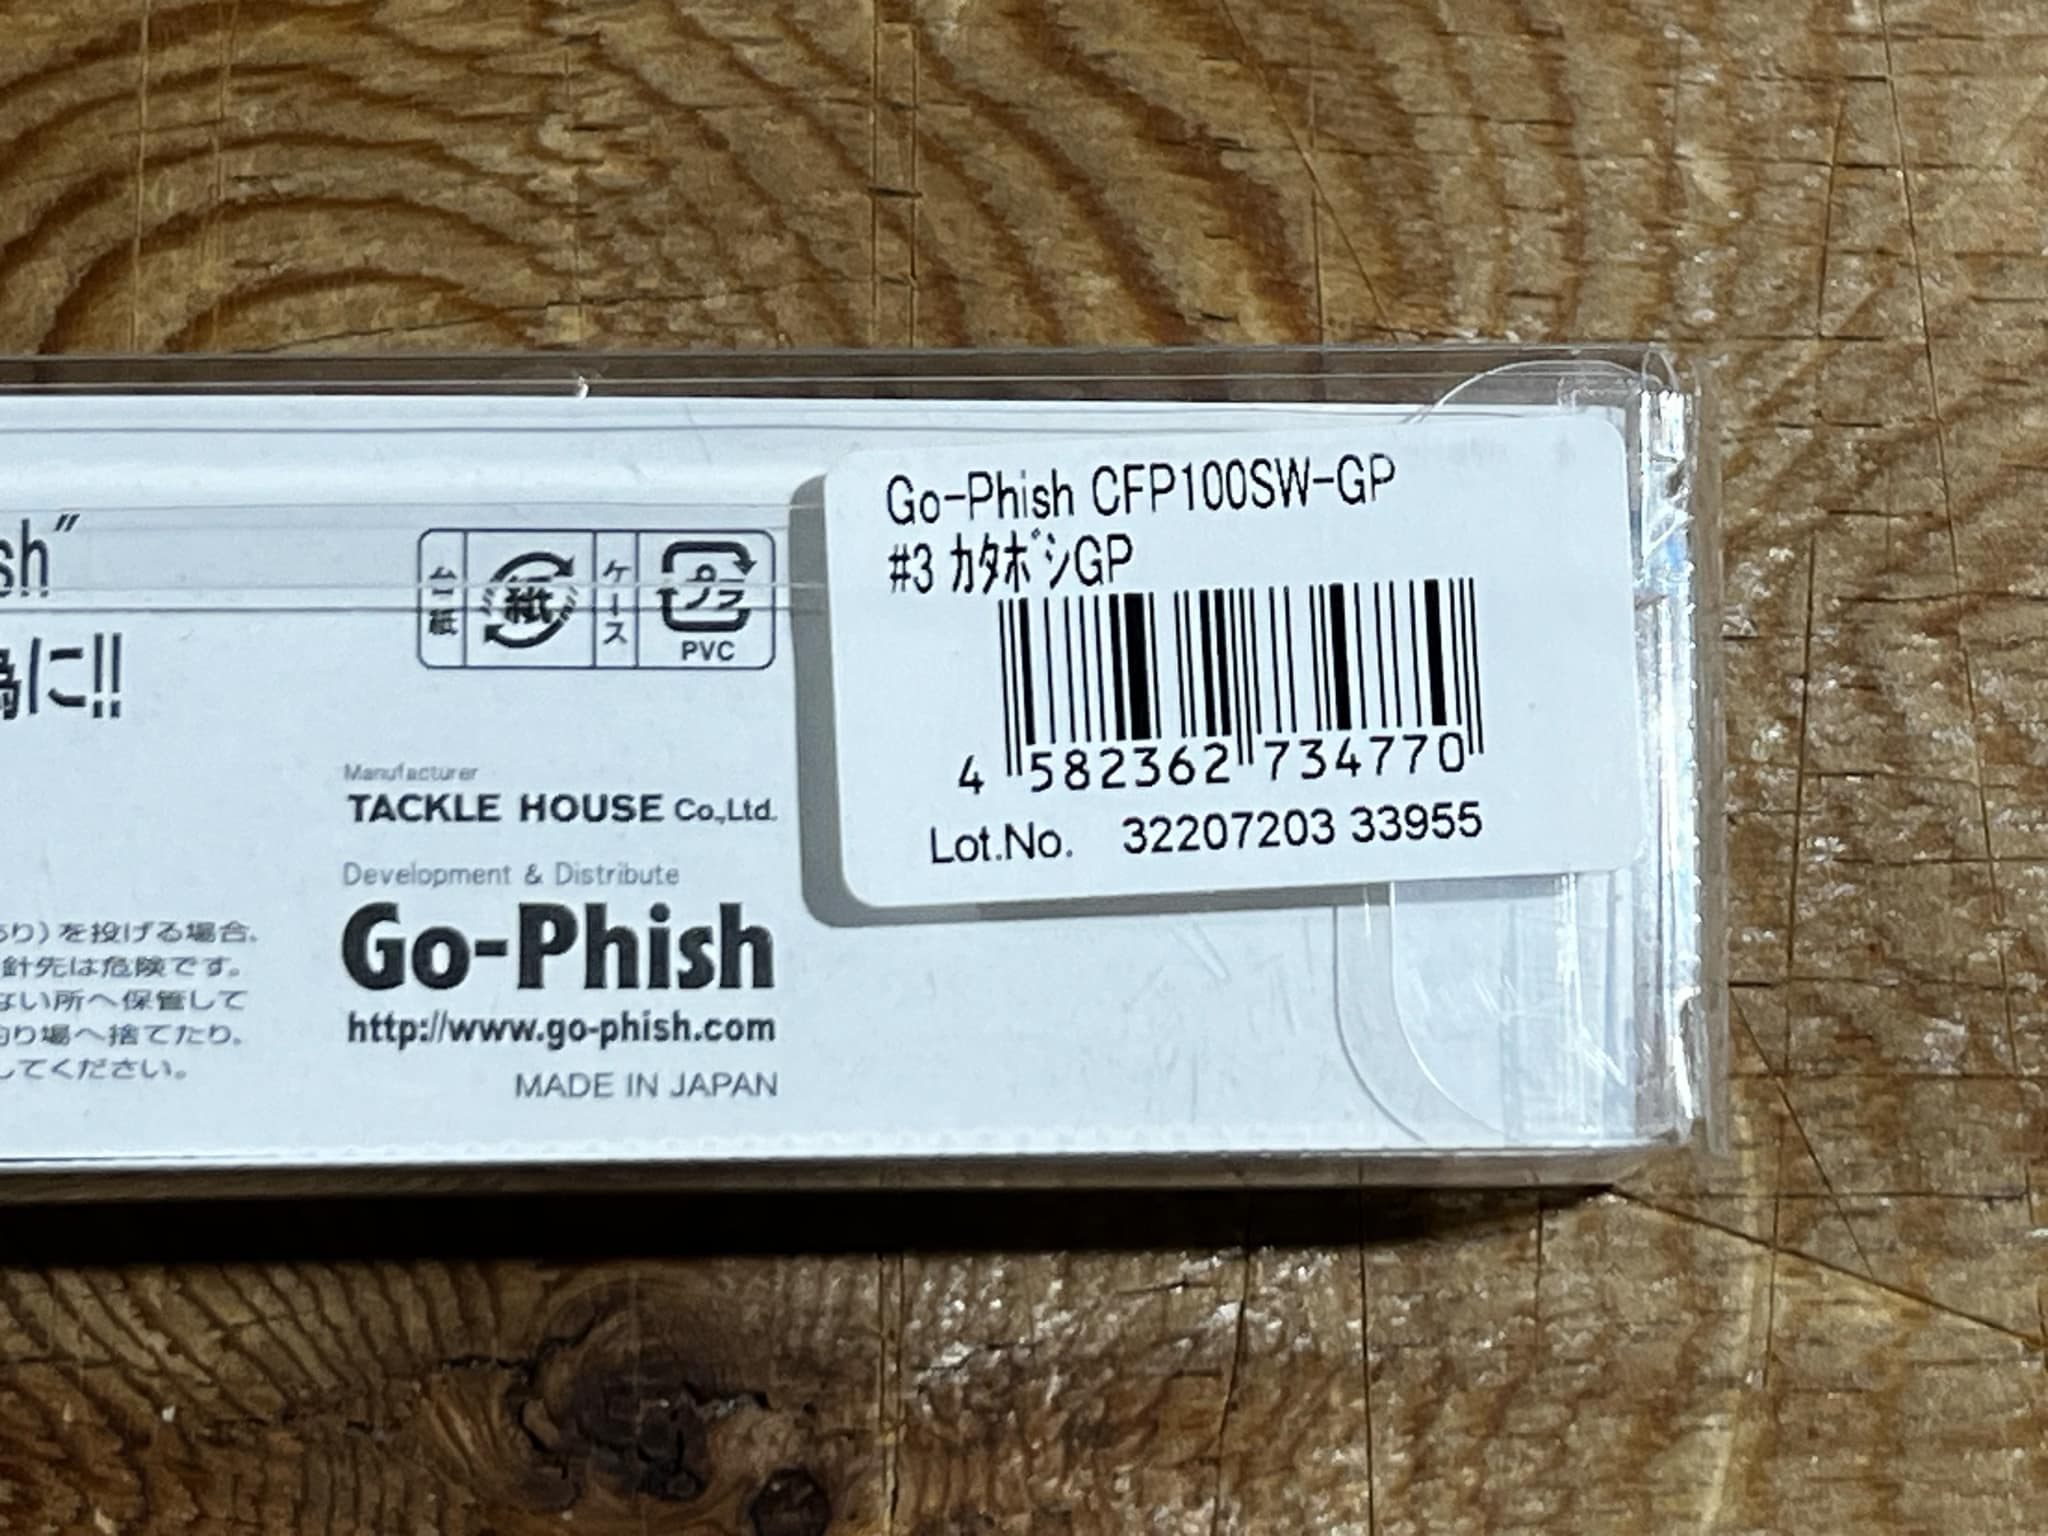 sh”
鍋に!!
台紙
紙
ケース
プラ
PVC
Manufacturer
TACKLE HOUSE Co.,Ltd.
Development & Distribute
Go-Phish
http://www.go-phish.com
MADE IN JAPAN
あり）を投げる場合、
針先は危険です。
ない所へ保管して
釣り場へ捨てたり、
してください。
Go-Phish CFP100SW-GP
#3 ｶﾀﾎﾞｼGP
4 582362 734770
Lot.No. 32207203 33955